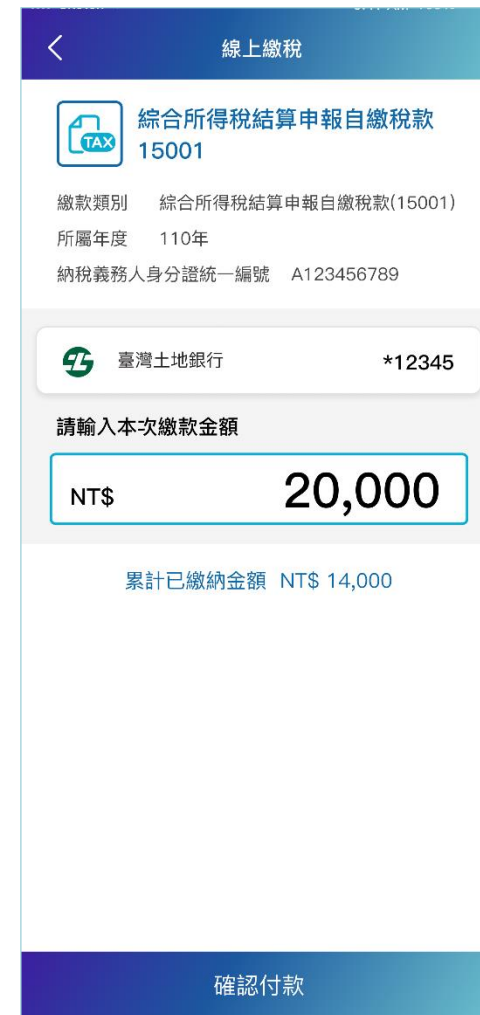 線上繳稅
TAX
綜合所得稅結算申報自繳稅款
15001
繳款類別 綜合所得稅結算申報自繳稅款(15001)
所屬年度 110年
納稅義務人身分證統一編號 A123456789
臺灣土地銀行 *12345
請輸入本次繳款金額
NT$ 20,000
累計已繳納金額 NT$ 14,000
確認付款